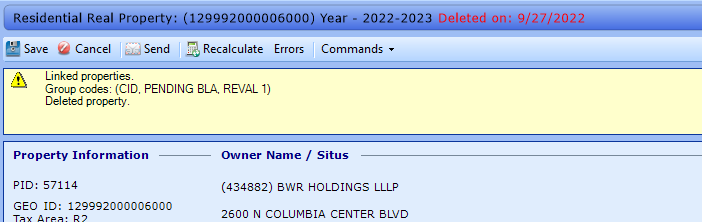 Residential Real Property: (129992000006000) Year - 2022-2023 Deleted on: 9/27/2022
Save Cancel Send Recalculate Errors Commands
Linked properties.
Group codes: (CID, PENDING BLA, REVAL 1)
Deleted property.
Property Information Owner Name / Situs
PID: 57114 (434882) BWR HOLDINGS LLLP
GEO ID: 129992000006000 2600 N COLUMBIA CENTER BLVD
Tax Area: R2